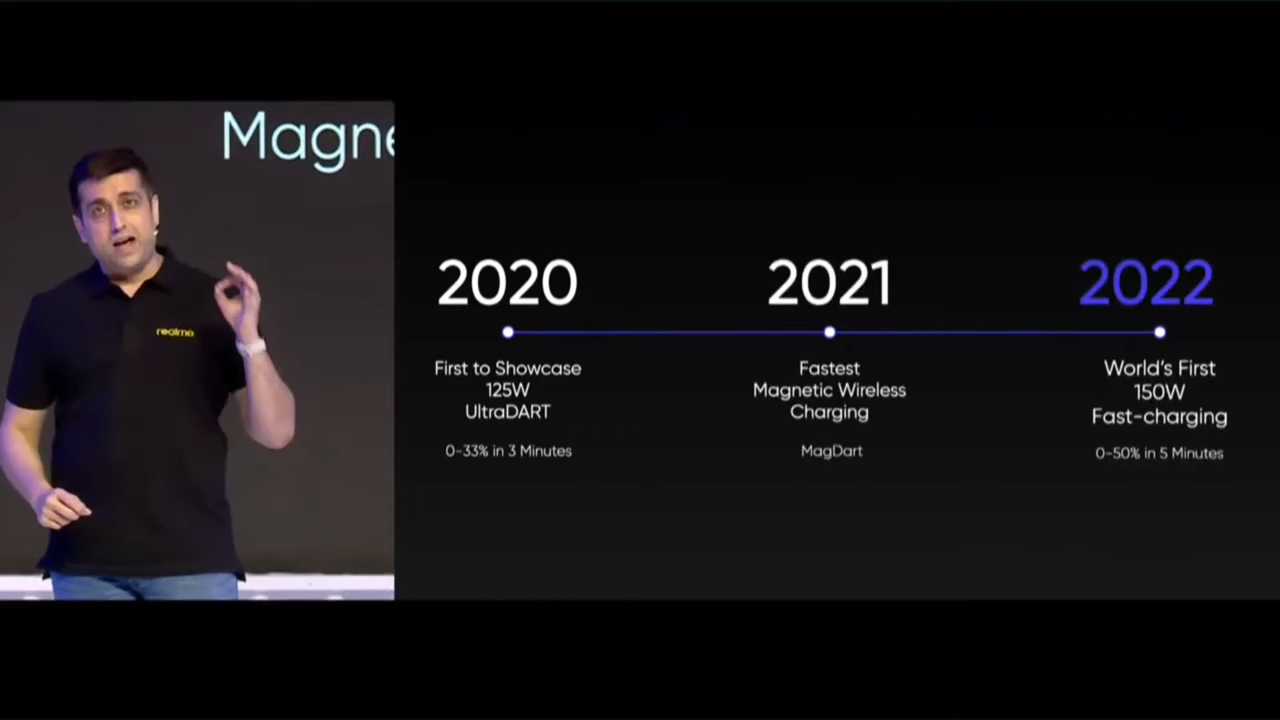 Magne
realme
2020
First to Showcase
125W
UltraDART
0-33% in 3 Minutes
2021
Fastest
Magnetic Wireless
Charging
MagDart
2022
World's First
150W
Fast-charging
0-50% in 5 Minutes